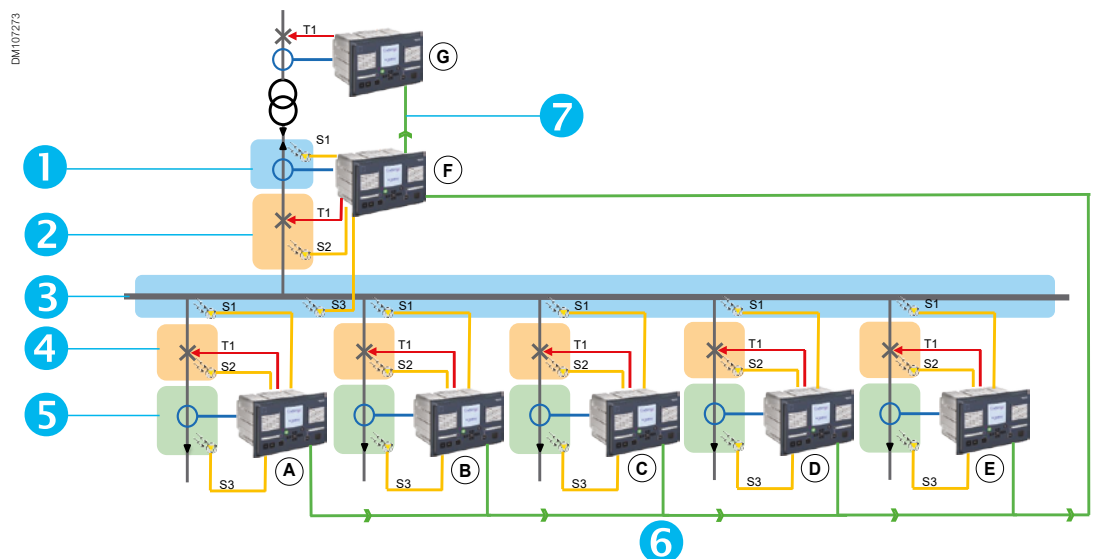 DM107273
T1
G
7
S1
1
F
T1
2
S2
3
S1 S3 S1 S1 S1 S1
4
T1 T1 T1 T1 T1
S2 S2 S2 S2 S2
5
A B C D E
S3 S3 S3 S3 S3
6